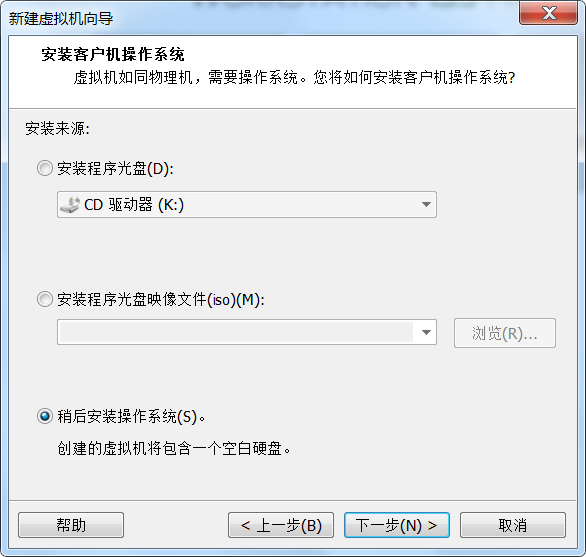 新建虚拟机向导
安装客户机操作系统
虚拟机如同物理机，需要操作系统。您将如何安装客户机操作系统?
安装来源:
安装程序光盘(D):
CD 驱动器 (K:)
安装程序光盘映像文件(iso)(M):
浏览(R)...
稍后安装操作系统(S)。
创建的虚拟机将包含一个空白硬盘。
帮助
< 上一步(B)
下一步(N) >
取消